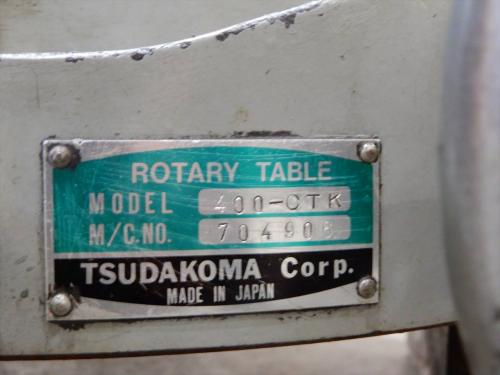 ROTARY TABLE
MODEL 400-CTK
M/C.NO. 704908
TSUDAKOMA Corp.
MADE IN JAPAN